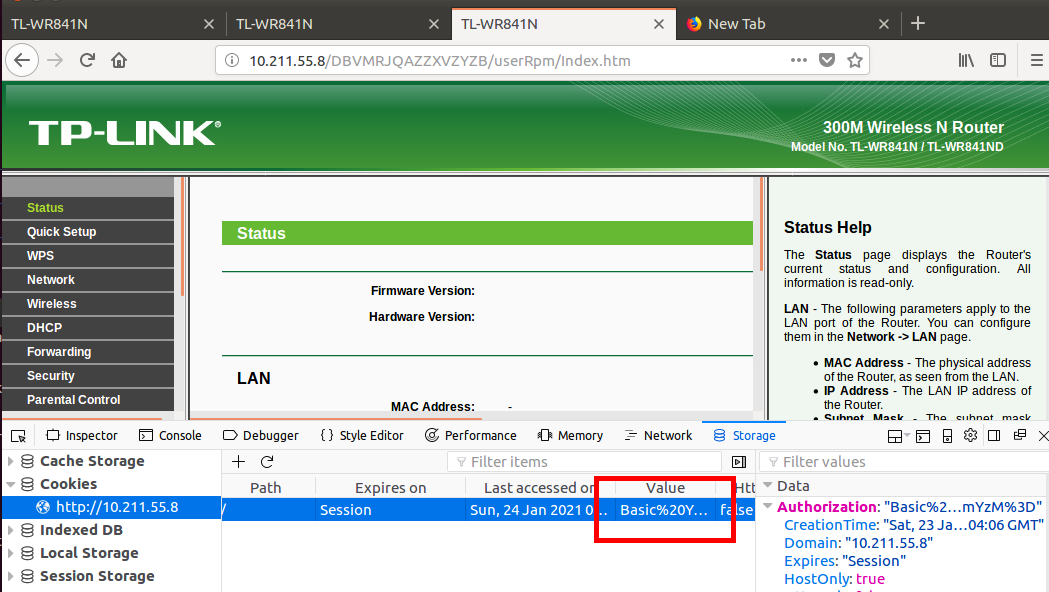 TL-WR841N TL-WR841N TL-WR841N New Tab
10.211.55.8/DBVMRJQAZZXVZYZB/userRpm/Index.htm
TP-LINK®
300M Wireless N Router
Model No. TL-WR841N / TL-WR841ND
Status
Quick Setup
WPS
Network
Wireless
DHCP
Forwarding
Security
Parental Control
Status
Firmware Version:
Hardware Version:
LAN
MAC Address: -
Status Help
The Status page displays the Router's
current status and configuration. All
information is read-only.
LAN - The following parameters apply to the
LAN port of the Router. You can configure
them in the Network -> LAN page.
• MAC Address - The physical address
of the Router, as seen from the LAN.
• IP Address - The LAN IP address of
the Router.
• Subnet Mask - The subnet mask
Inspector Console Debugger {} Style Editor Performance Memory Network Storage
Cache Storage
Cookies
http://10.211.55.8
Indexed DB
Local Storage
Session Storage
Filter items
Path Expires on Last accessed on Value Htt
/ Session Sun, 24 Jan 2021 0... Basic%20Y... false
Filter values
Data
Authorization: "Basic%2...mYzM%3D"
CreationTime: "Sat, 23 Ja...04:06 GMT"
Domain: "10.211.55.8"
Expires: "Session"
HostOnly: true